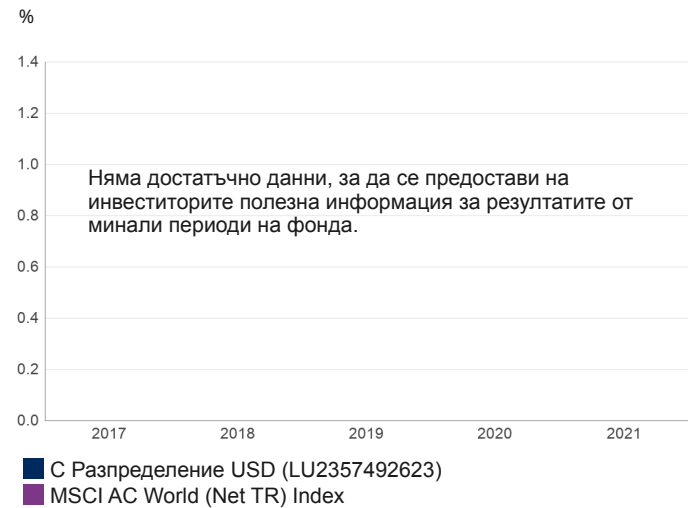 %
1.4
1.2
1.0
Няма достатъчно данни, за да се предостави на
инвеститорите полезна информация за резултатите от
0.8
минали периоди на фонда.
0.6
0.4
0.2
0.0
2017 2018 2019 2020 2021
C Разпределение USD (LU2357492623)
MSCI AC World (Net TR) Index